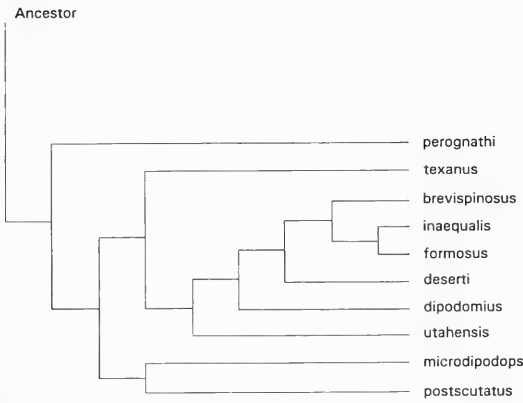 Ancestor
perognathi
texanus
brevispinosus
inaequalis
formosus
deserti
dipodomius
utahensis
microdipodops
postscutatus